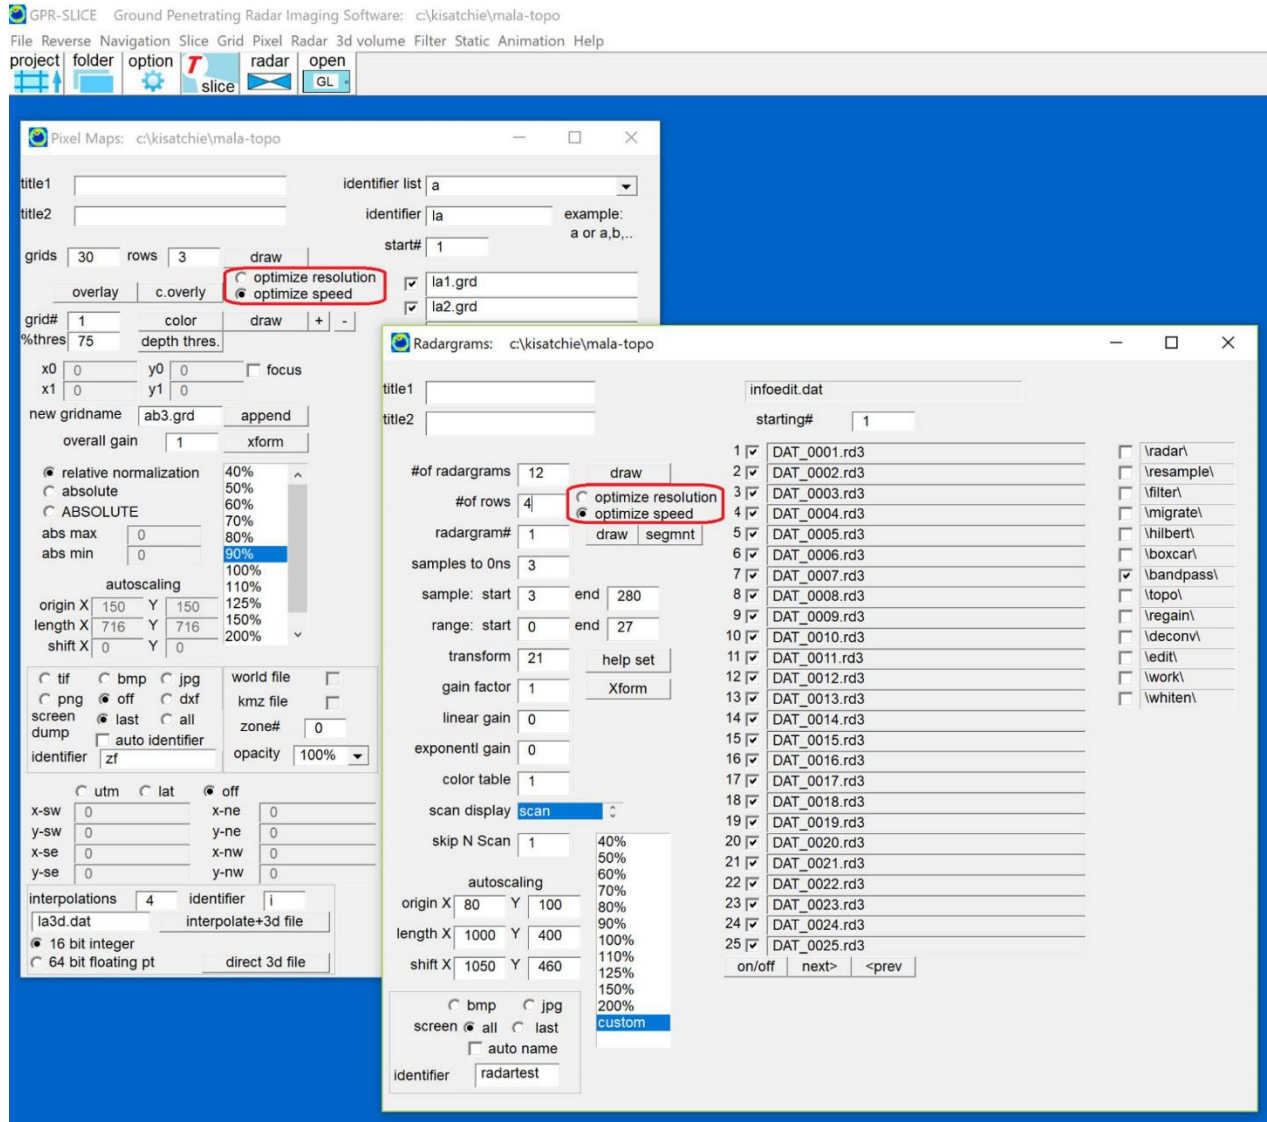 GPR-SLICE Ground Penetrating Radar Imaging Software: c:\kisatchie\mala-topo
File Reverse Navigation Slice Grid Pixel Radar 3d volume Filter Static Animation Help
project folder option T slice radar open GL
Pixel Maps: c:\kisatchie\mala-topo
title1 identifier list a
title2 identifier la example:
a or a,b,..
start# 1
grids 30 rows 3 draw
optimize resolution
overlay c.overly optimize speed
la1.grd
la2.grd
grid# 1 color draw + -
%thres 75 depth thres.
x0 0 y0 0 focus
x1 0 y1 0
new gridname ab3.grd append
overall gain 1 xform
relative normalization
absolute
ABSOLUTE
abs max 0
abs min 0
40%
50%
60%
70%
80%
90%
100%
110%
125%
150%
200%
autoscaling
origin X 150 Y 150
length X 716 Y 716
shift X 0 Y 0
tif bmp jpg
png off dxf
screen dump last all
auto identifier
identifier zf
world file
kmz file
zone# 0
opacity 100%
utm lat off
x-sw 0 x-ne 0
y-sw 0 y-ne 0
x-se 0 x-nw 0
y-se 0 y-nw 0
interpolations 4 identifier i
la3d.dat interpolate+3d file
16 bit integer
64 bit floating pt direct 3d file
Radargrams: c:\kisatchie\mala-topo
title1
title2
infoedit.dat
starting# 1
#of radargrams 12 draw
#of rows 4 optimize resolution
optimize speed
radargram# 1 draw segmnt
samples to 0ns 3
sample: start 3 end 280
range: start 0 end 27
transform 21 help set
gain factor 1 Xform
linear gain 0
exponentl gain 0
color table 1
scan display scan
skip N Scan 1
autoscaling
origin X 80 Y 100
length X 1000 Y 400
shift X 1050 Y 460
40%
50%
60%
70%
80%
90%
100%
110%
125%
150%
200%
custom
bmp jpg
screen all last
auto name
identifier radartest
1 DAT_0001.rd3
2 DAT_0002.rd3
3 DAT_0003.rd3
4 DAT_0004.rd3
5 DAT_0005.rd3
6 DAT_0006.rd3
7 DAT_0007.rd3
8 DAT_0008.rd3
9 DAT_0009.rd3
10 DAT_0010.rd3
11 DAT_0011.rd3
12 DAT_0012.rd3
13 DAT_0013.rd3
14 DAT_0014.rd3
15 DAT_0015.rd3
16 DAT_0016.rd3
17 DAT_0017.rd3
18 DAT_0018.rd3
19 DAT_0019.rd3
20 DAT_0020.rd3
21 DAT_0021.rd3
22 DAT_0022.rd3
23 DAT_0023.rd3
24 DAT_0024.rd3
25 DAT_0025.rd3
on/off next> <prev
\radar\
\resample\
\filter\
\migrate\
\hilbert\
\boxcar\
\bandpass\
\topo\
\regain\
\deconv\
\edit\
\work\
\whiten\